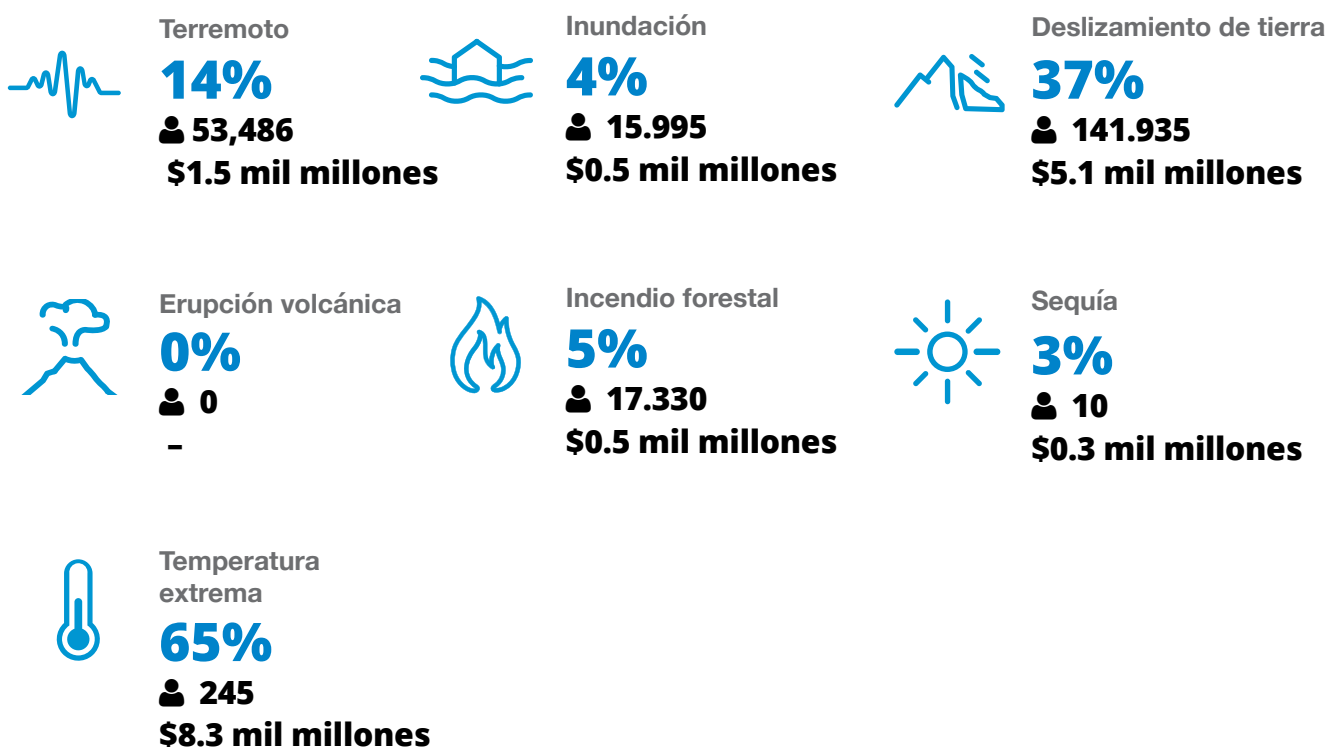 Terremoto
14%
53,486
$1.5 mil millones
Inundación
4%
15.995
$0.5 mil millones
Deslizamiento de tierra
37%
141.935
$5.1 mil millones
Erupción volcánica
0%
0
–
Incendio forestal
5%
17.330
$0.5 mil millones
Sequía
3%
10
$0.3 mil millones
Temperatura
extrema
65%
245
$8.3 mil millones